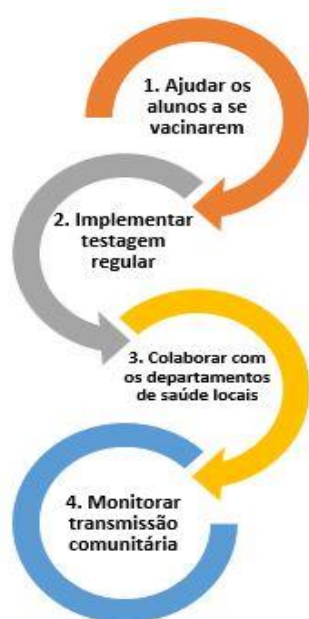 1. Ajudar os
alunos a se
vacinarem
2. Implementar
testagem
regular
3. Colaborar com
os departamentos
de saúde locais
4. Monitorar
transmissão
comunitária